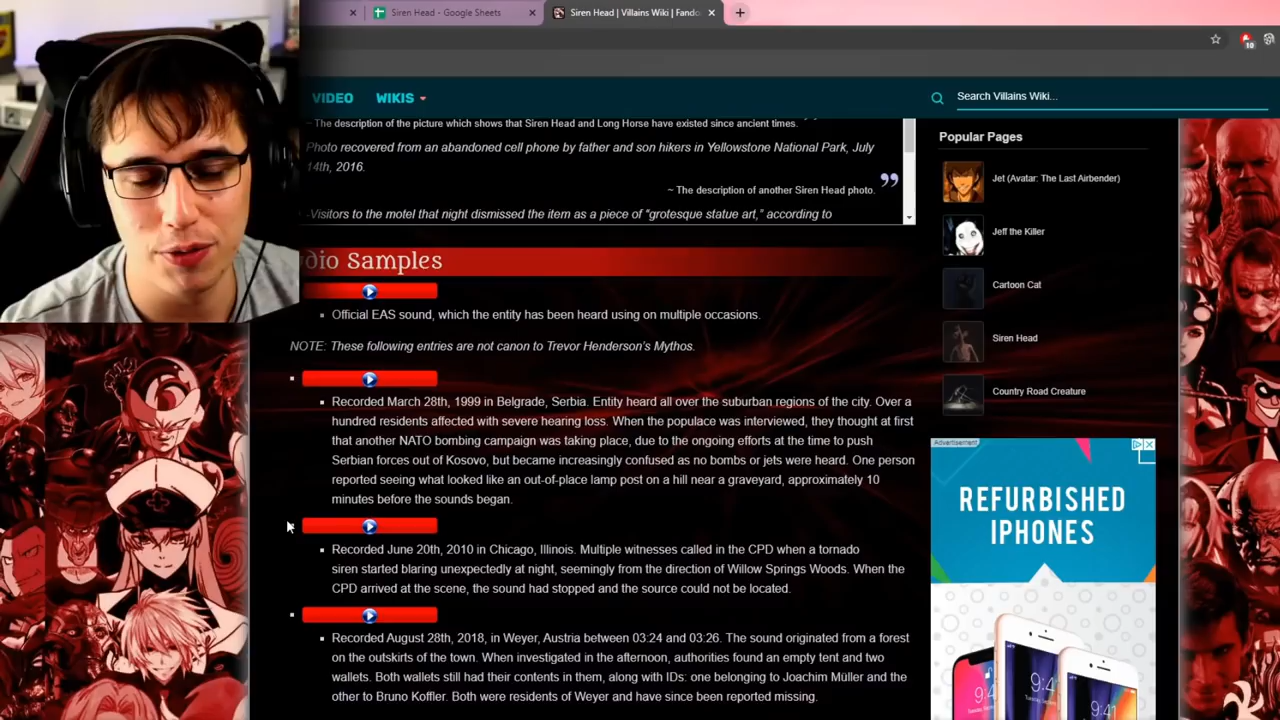 Siren Head - Google Sheets
Siren Head | Villains Wiki | Fando
10
VIDEO WIKIS
Search Villains Wiki...
~ The description of the picture which shows that Siren Head and Long Horse have existed since ancient times.
Photo recovered from an abandoned cell phone by father and son hikers in Yellowstone National Park, July
14th, 2016.
~ The description of another Siren Head photo.
-Visitors to the motel that night dismissed the item as a piece of "grotesque statue art," according to
dio Samples
Official EAS sound, which the entity has been heard using on multiple occasions.
NOTE: These following entries are not canon to Trevor Henderson's Mythos.
Recorded March 28th, 1999 in Belgrade, Serbia. Entity heard all over the suburban regions of the city. Over a
hundred residents affected with severe hearing loss. When the populace was interviewed, they thought at first
that another NATO bombing campaign was taking place, due to the ongoing efforts at the time to push
Serbian forces out of Kosovo, but became increasingly confused as no bombs or jets were heard. One person
reported seeing what looked like an out-of-place lamp post on a hill near a graveyard, approximately 10
minutes before the sounds began.
Recorded June 20th, 2010 in Chicago, Illinois. Multiple witnesses called in the CPD when a tornado
siren started blaring unexpectedly at night, seemingly from the direction of Willow Springs Woods. When the
CPD arrived at the scene, the sound had stopped and the source could not be located.
Recorded August 28th, 2018, in Weyer, Austria between 03:24 and 03:26. The sound originated from a forest
on the outskirts of the town. When investigated in the afternoon, authorities found an empty tent and two
wallets. Both wallets still had their contents in them, along with IDs: one belonging to Joachim Müller and the
other to Bruno Koffler. Both were residents of Weyer and have since been reported missing.
Popular Pages
Jet (Avatar: The Last Airbender)
Jeff the Killer
Cartoon Cat
Siren Head
Country Road Creature
Advertisement
REFURBISHED
IPHONES
9:4
9:41
9:41